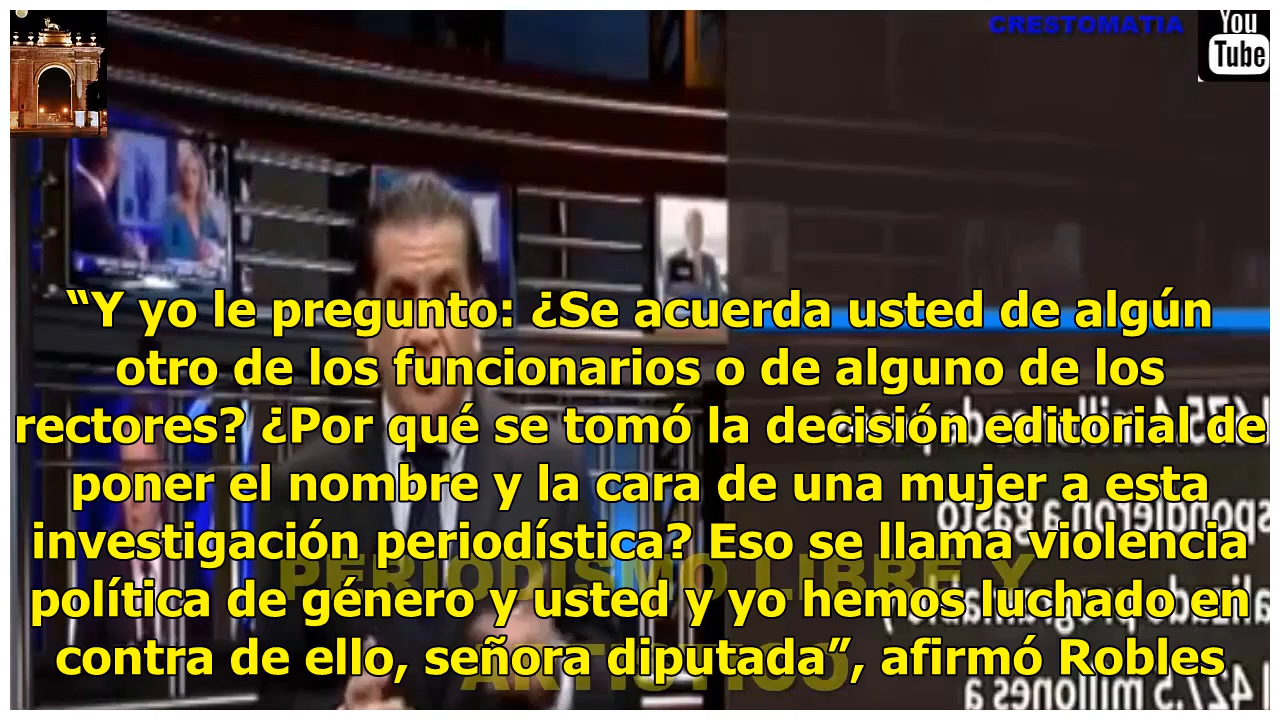 CRESTOMATIA
You
Tube
“Y yo le pregunto: ¿Se acuerda usted de algún
otro de los funcionarios o de alguno de los
rectores? ¿Por qué se tomó la decisión editorial de
poner el nombre y la cara de una mujer a esta
investigación periodística? Eso se llama violencia
política de género y usted y yo hemos luchado en
contra de ello, señora diputada”, afirmó Robles
PERIODISMO LIBRE Y